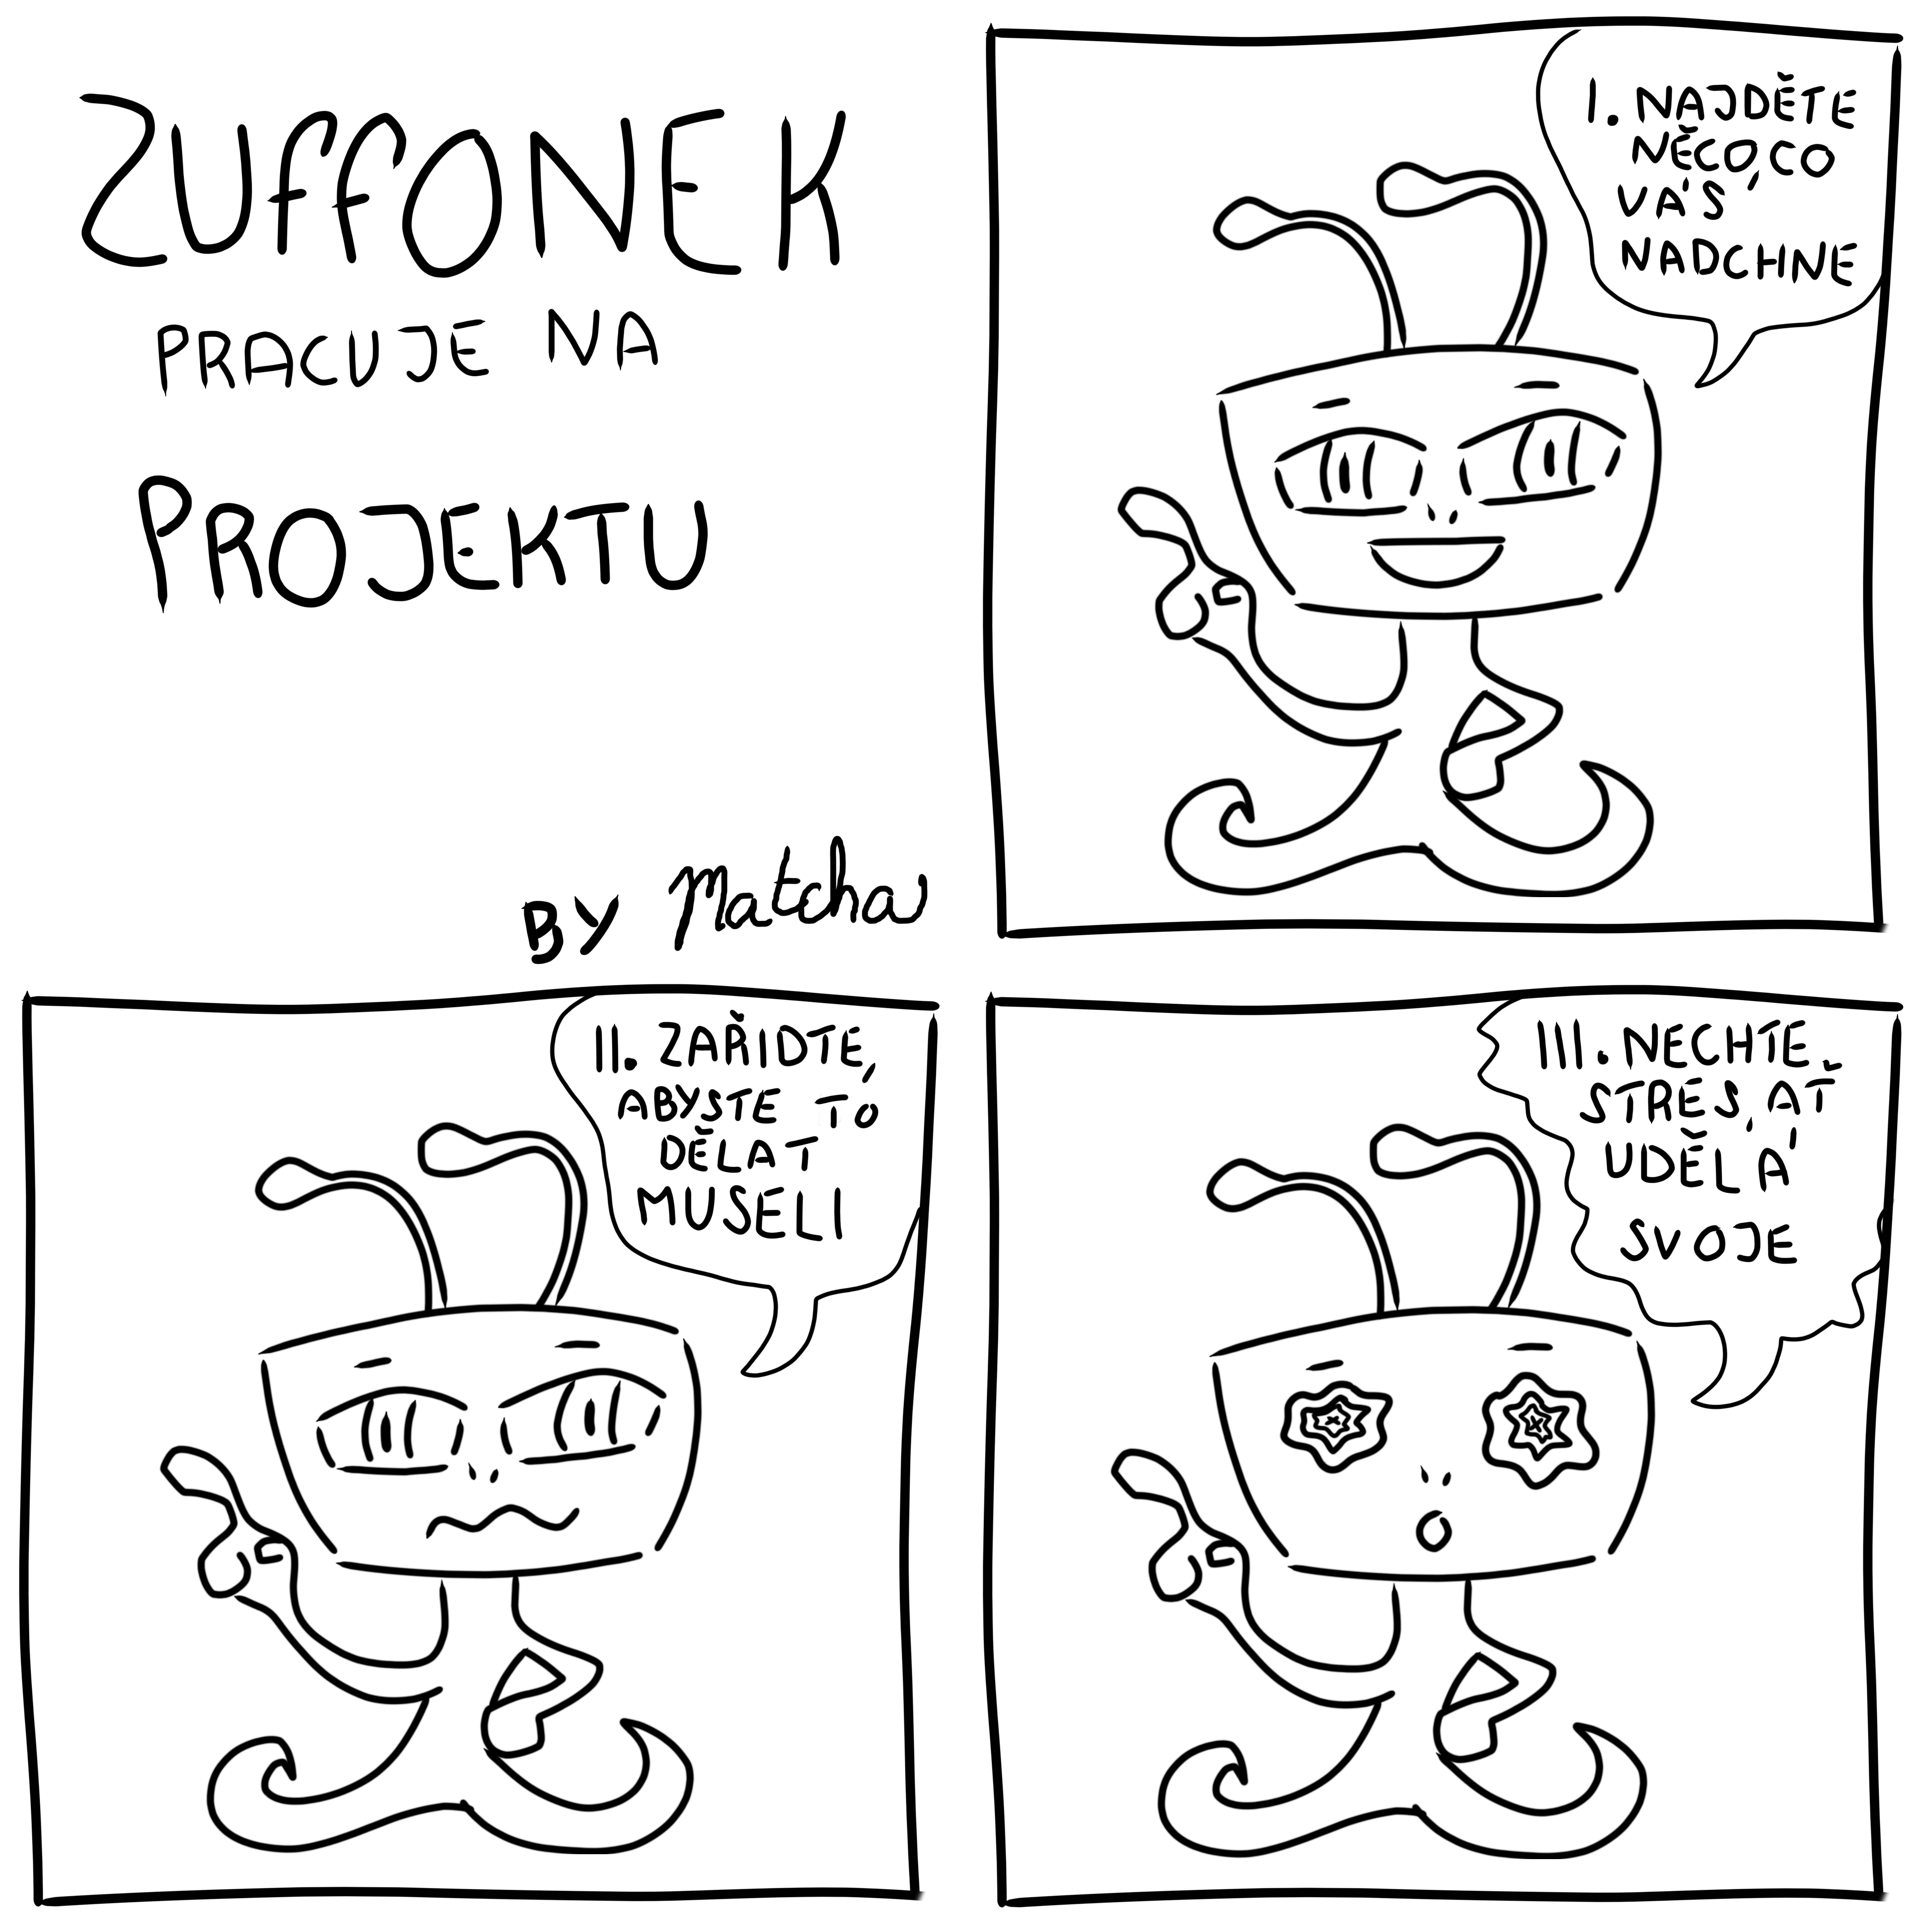 ZUffONEK
PRACUJE NA
PROJEKTU
BY Matcha
I. NAJDĚTE
NĚCO, CO
VÁS
NADCHNE
II. ZAŘIDTE,
ABYSTE TO
DĚLAT
MUSELI
III. NECHTE
STRES, AŤ
UDĚLÁ
SVOJE